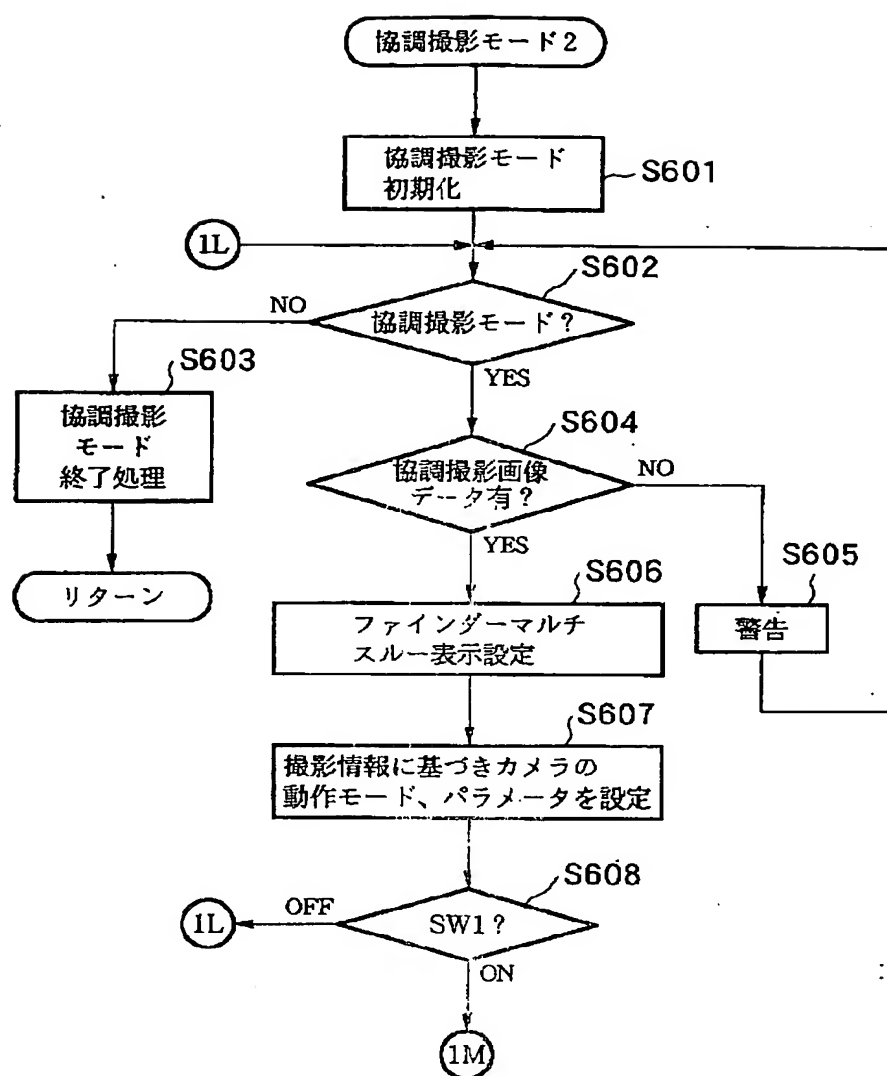 協調撮影モード2
協調撮影モード
初期化
S601
1L
S602
NO
協調撮影モード?
YES
S603
協調撮影
モード
終了処理
リターン
S604
協調撮影画像
データ有?
NO
YES
S605
警告
S606
ファインダーマルチ
スルー表示設定
S607
撮影情報に基づきカメラの
動作モード、パラメータを設定
S608
SW1?
OFF
1L
ON
1M